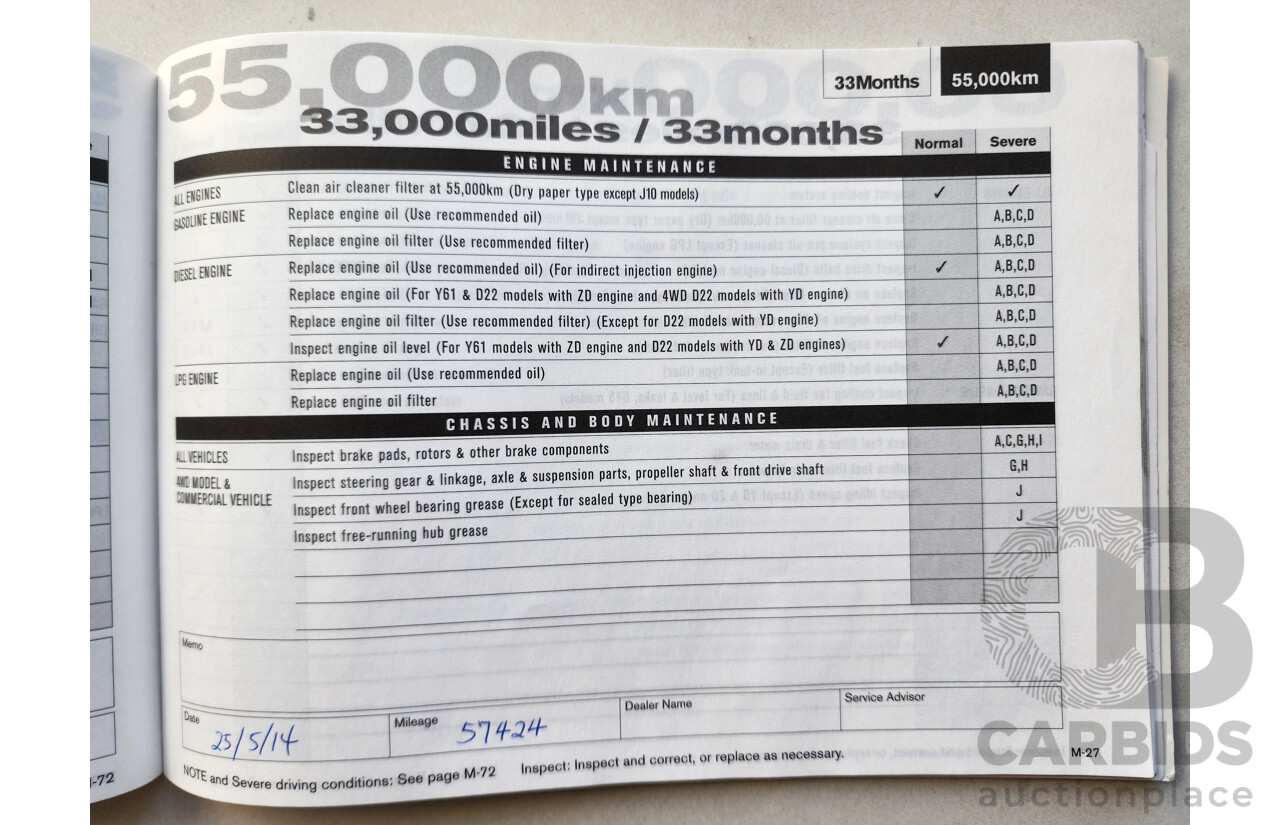 55,000km
33,000miles / 33months
33Months 55,000km
Normal Severe
ENGINE MAINTENANCE
ALL ENGINES Clean air cleaner filter at 55,000km (Dry paper type except J10 models) ✓ ✓
GASOLINE ENGINE Replace engine oil (Use recommended oil) A,B,C,D
Replace engine oil filter (Use recommended filter) A,B,C,D
DIESEL ENGINE Replace engine oil (Use recommended oil) (For indirect injection engine) ✓ A,B,C,D
Replace engine oil (For Y61 & D22 models with ZD engine and 4WD D22 models with YD engine) A,B,C,D
Replace engine oil filter (Use recommended filter) (Except for D22 models with YD engine) A,B,C,D
Inspect engine oil level (For Y61 models with ZD engine and D22 models with YD & ZD engines) ✓ A,B,C,D
LPG ENGINE Replace engine oil (Use recommended oil) A,B,C,D
Replace engine oil filter A,B,C,D
CHASSIS AND BODY MAINTENANCE
ALL VEHICLES Inspect brake pads, rotors & other brake components A,C,G,H,I
4WD MODEL & Inspect steering gear & linkage, axle & suspension parts, propeller shaft & front drive shaft G,H
COMMERCIAL VEHICLE Inspect front wheel bearing grease (Except for sealed type bearing) J
Inspect free-running hub grease J
Memo
Date 25/5/14 Mileage 57424 Dealer Name Service Advisor
NOTE and Severe driving conditions: See page M-72 Inspect: Inspect and correct, or replace as necessary. M-27
-72
CB
CARBIDS
auctionplace